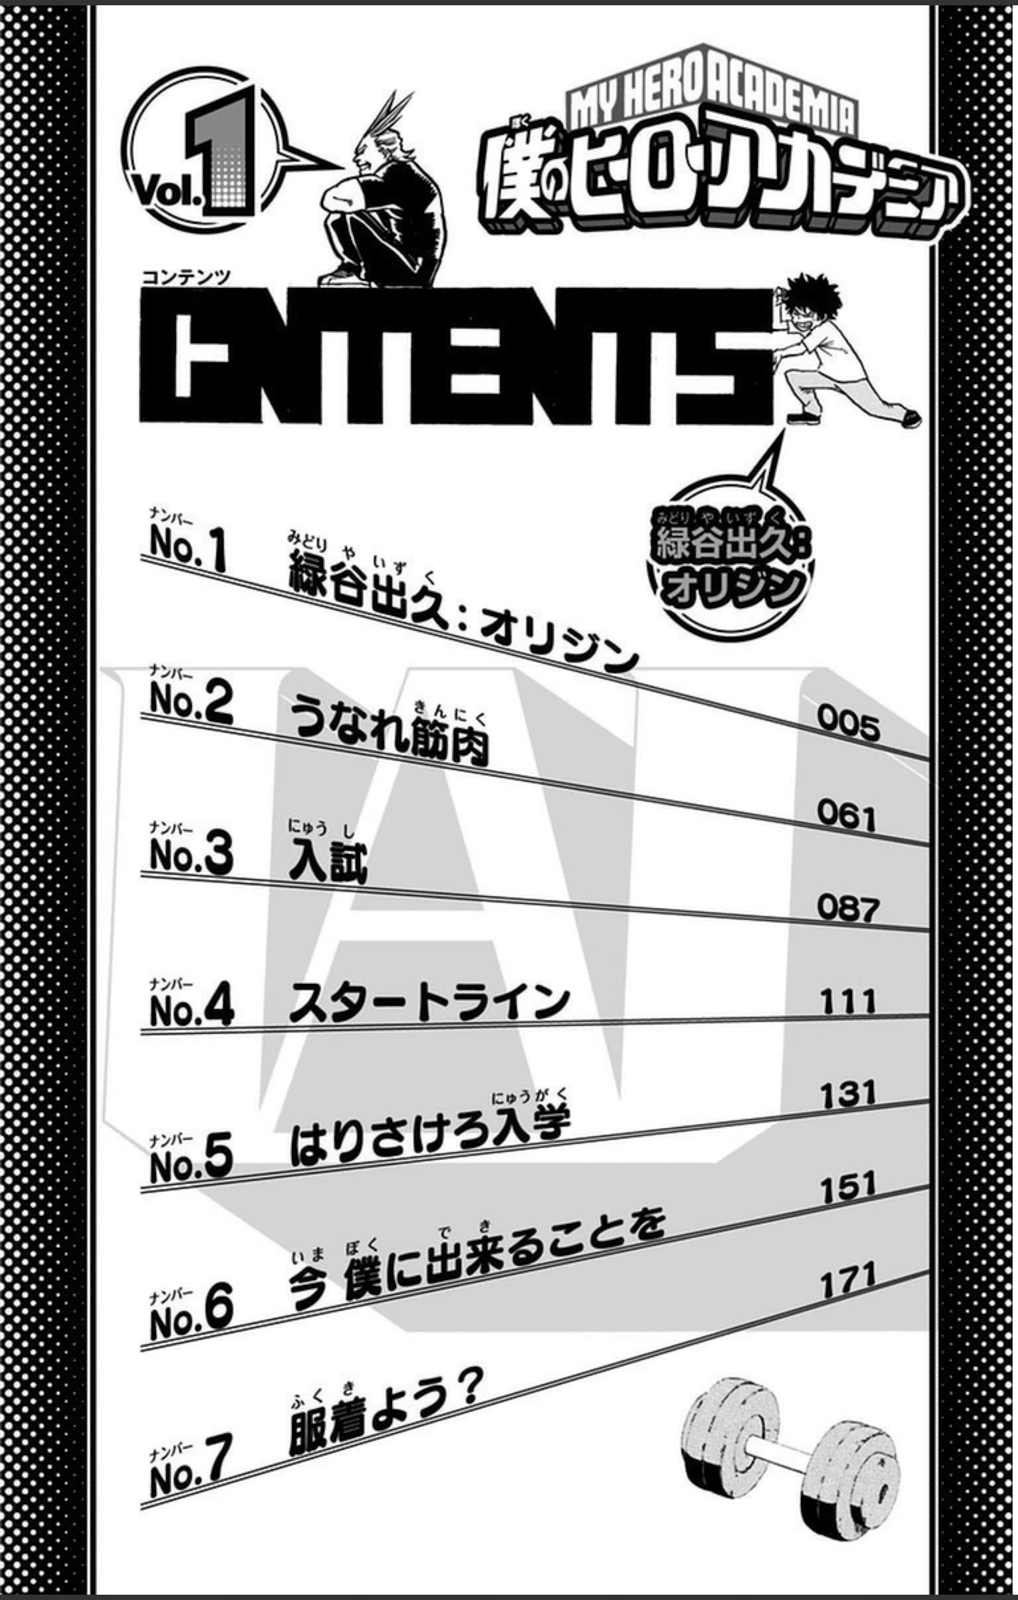 Vol.1
MY HERO ACADEMIA
ぼく
僕のヒーローアカデミア
コンテンツ
CONTENTS
みどりやいずく
緑谷出久:
オリジン
ナンバー
No.1
みどりやいずく
緑谷出久:オリジン
005
ナンバー
No.2
きんにく
うなれ筋肉
061
ナンバー
No.3
にゅうし
入試
087
ナンバー
No.4
スタートライン
111
ナンバー
No.5
にゅうがく
はりさけろ入学
131
ナンバー
No.6
いま ぼく でき
今 僕に出来ることを
151
ナンバー
No.7
ふくき
服着よう?
171